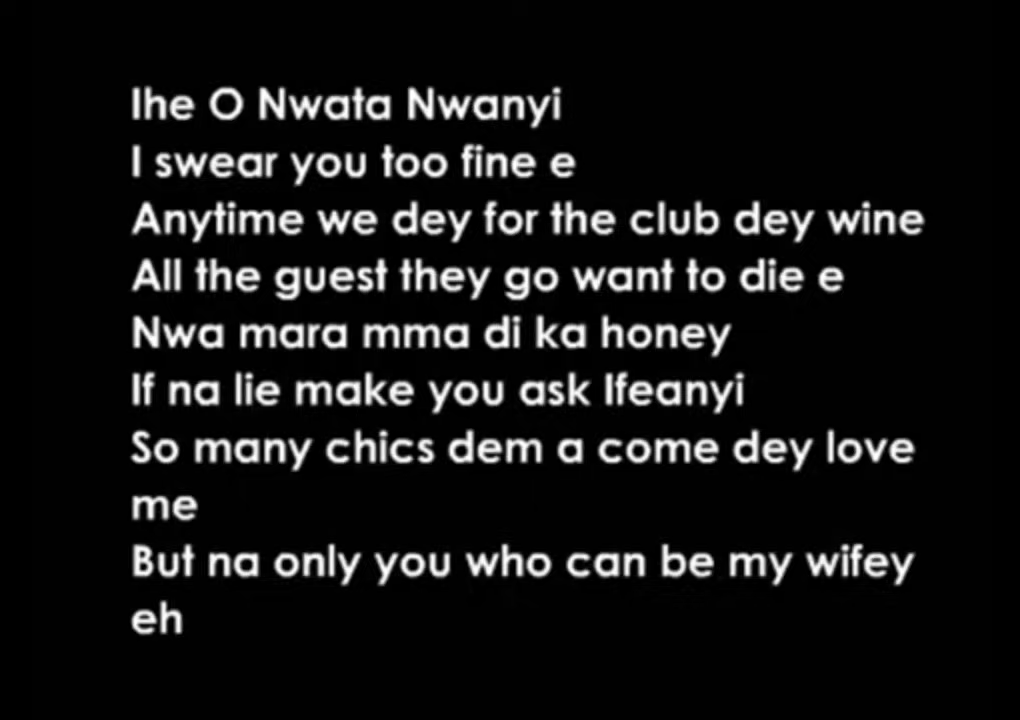 Ihe O Nwata Nwanyi
I swear you too fine e
Anytime we dey for the club dey wine
All the guest they go want to die e
Nwa mara mma di ka honey
If na lie make you ask Ifeanyi
So many chics dem a come dey love
me
But na only you who can be my wifey
eh